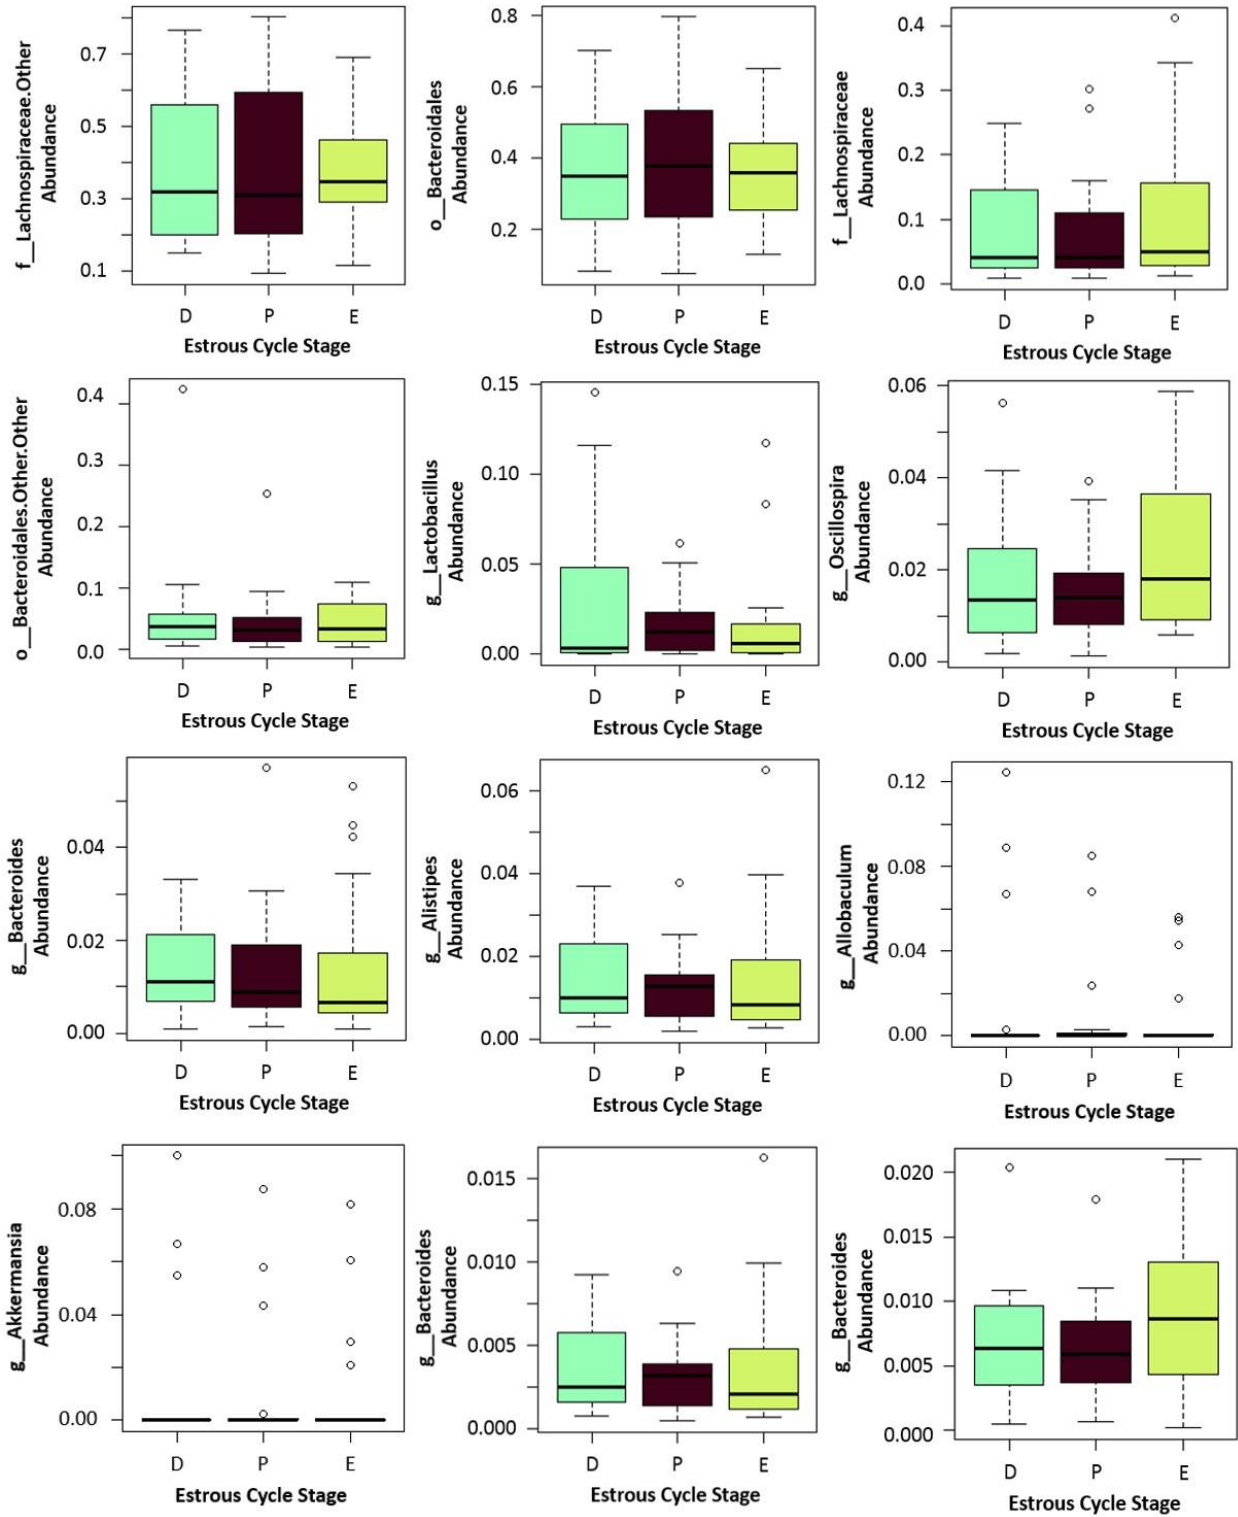 f__Lachnospiraceae.Other
Abundance
0.7
0.5
0.3
0.1
D P E
Estrous Cycle Stage
o__Bacteroidales
Abundance
0.8
0.6
0.4
0.2
D P E
Estrous Cycle Stage
f__Lachnospiraceae
Abundance
0.4
0.3
0.2
0.1
0.0
D P E
Estrous Cycle Stage
o__Bacteroidales.Other.Other
Abundance
0.4
0.3
0.2
0.1
0.0
D P E
Estrous Cycle Stage
g__Lactobacillus
Abundance
0.15
0.10
0.05
0.00
D P E
Estrous Cycle Stage
g__Oscillospira
Abundance
0.06
0.04
0.02
0.00
D P E
Estrous Cycle Stage
g__Bacteroides
Abundance
0.04
0.02
0.00
D P E
Estrous Cycle Stage
g__Alistipes
Abundance
0.06
0.04
0.02
0.00
D P E
Estrous Cycle Stage
g__Allobaculum
Abundance
0.12
0.08
0.04
0.00
D P E
Estrous Cycle Stage
g__Akkermansia
Abundance
0.08
0.04
0.00
D P E
Estrous Cycle Stage
g__Bacteroides
Abundance
0.015
0.010
0.005
0.000
D P E
Estrous Cycle Stage
g__Bacteroides
Abundance
0.020
0.015
0.010
0.005
0.000
D P E
Estrous Cycle Stage